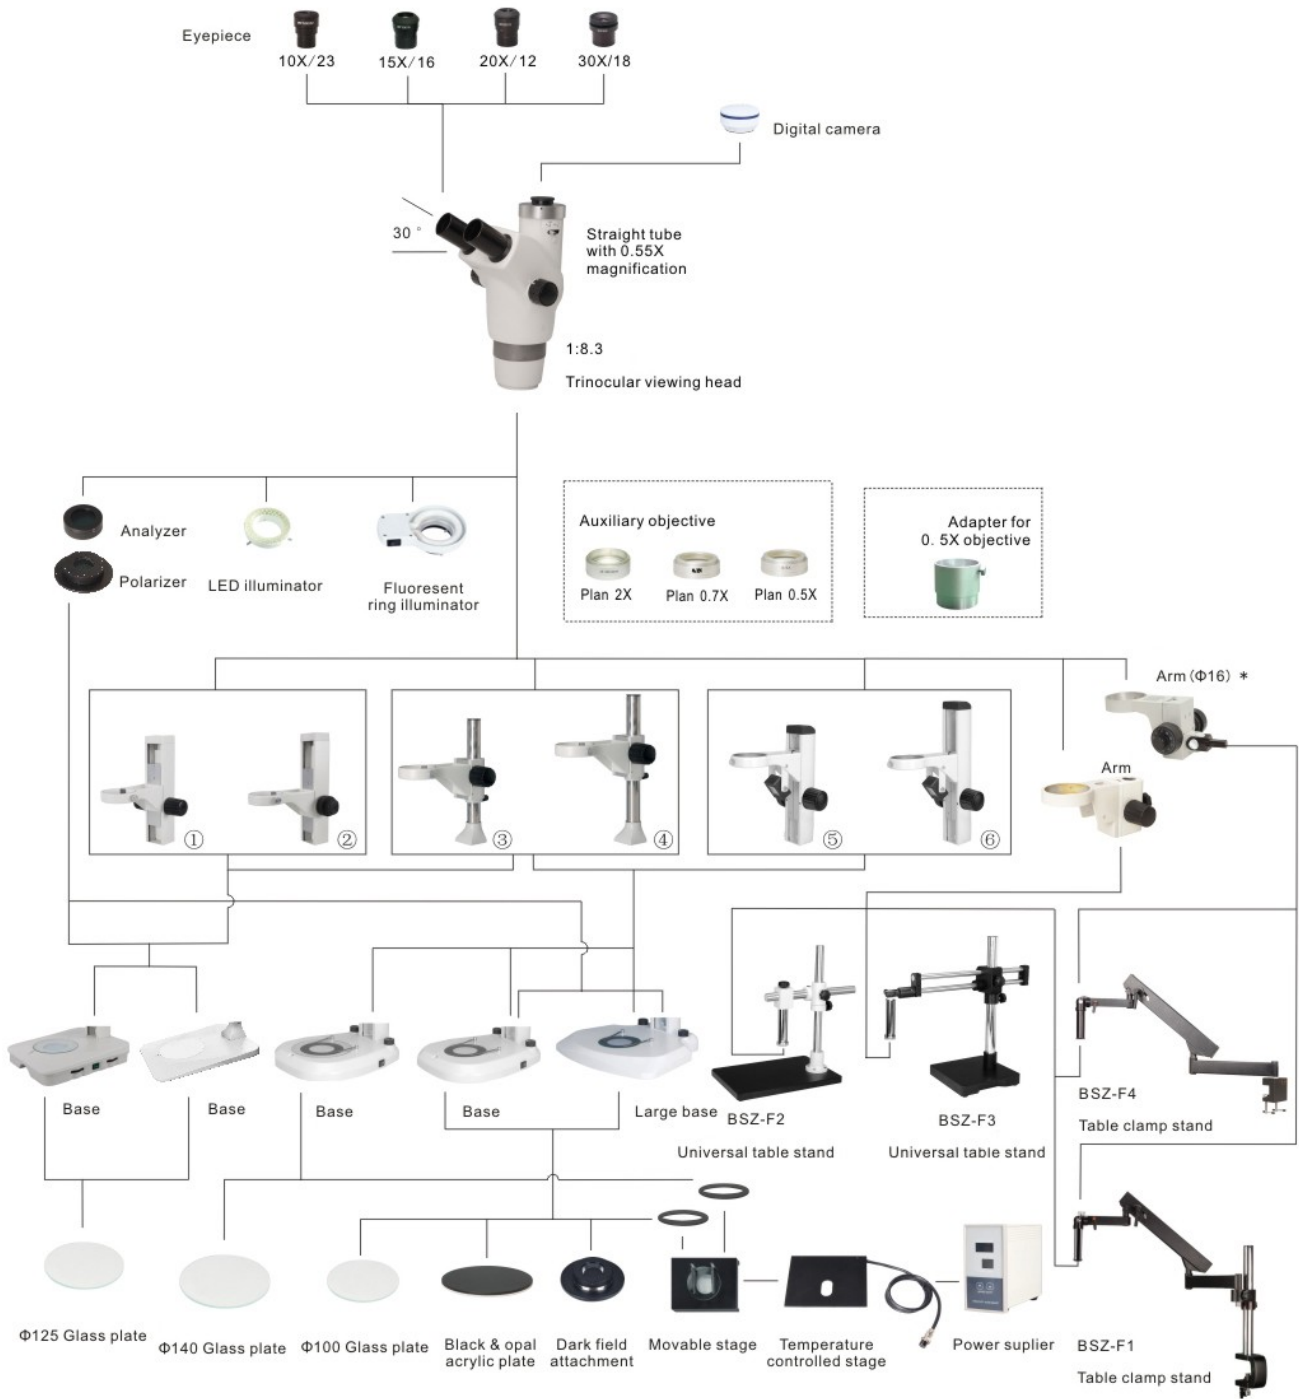 Eyepiece
10X/23
15X/16
20X/12
30X/18
Digital camera
30°
Straight tube
with 0.55X
magnification
1:8.3
Trinocular viewing head
Analyzer
Polarizer
LED illuminator
Fluoresent
ring illuminator
Auxiliary objective
Plan 2X
Plan 0.7X
Plan 0.5X
Adapter for
0. 5X objective
Arm (Φ16) *
Arm
①
②
③
④
⑤
⑥
Base
Base
Base
Base
Large base
BSZ-F2
Universal table stand
BSZ-F3
Universal table stand
BSZ-F4
Table clamp stand
Φ125 Glass plate
Φ140 Glass plate
Φ100 Glass plate
Black & opal
acrylic plate
Dark field
attachment
Movable stage
Temperature
controlled stage
Power suplier
BSZ-F1
Table clamp stand